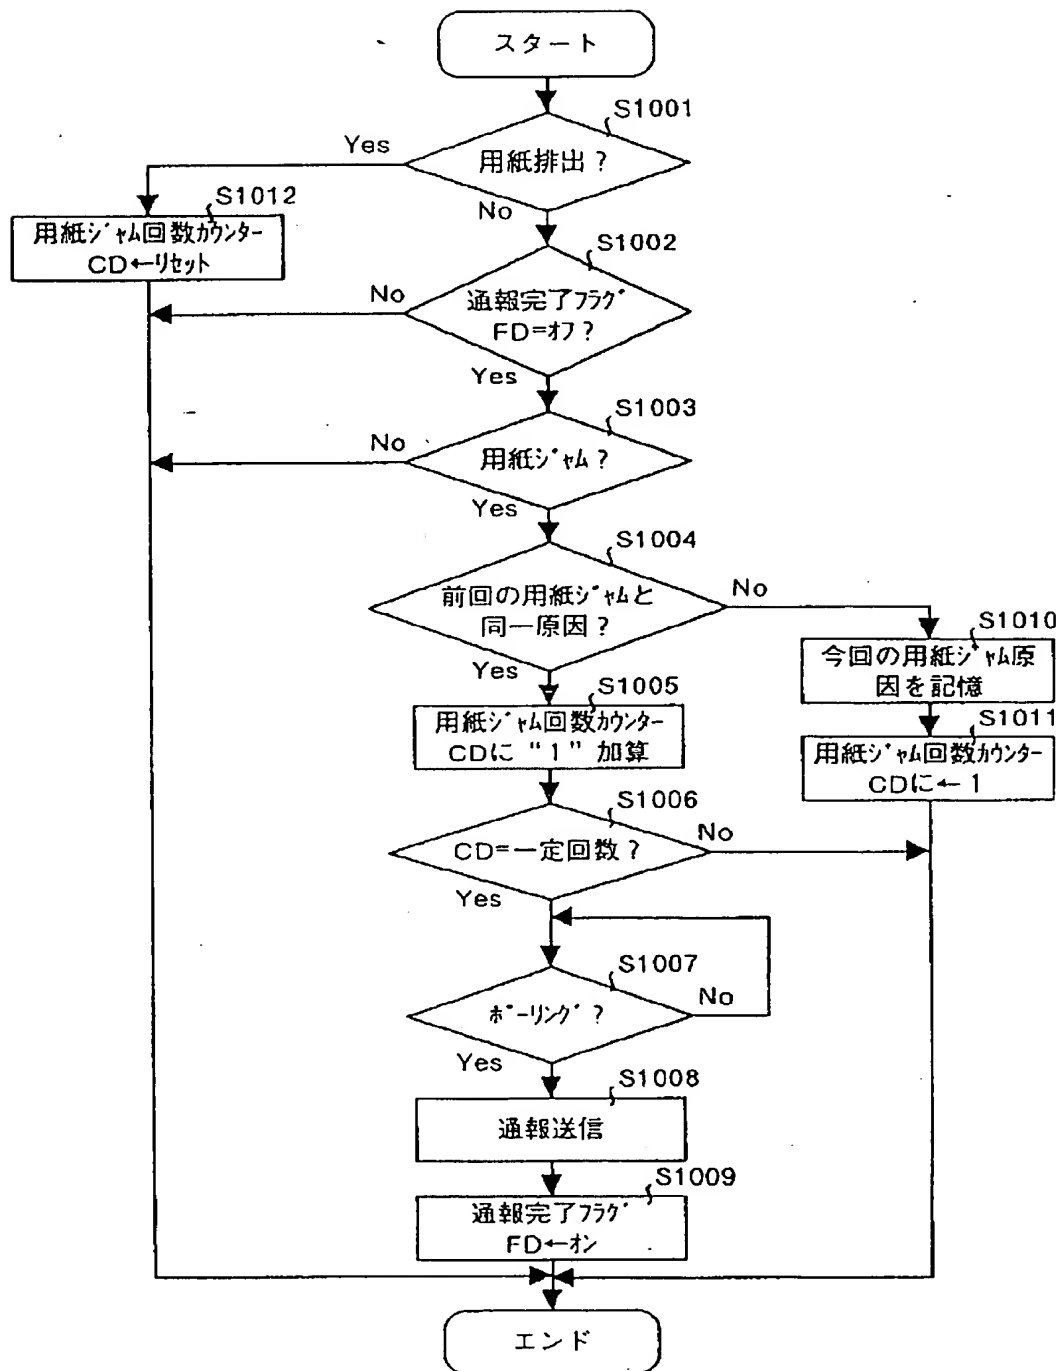 スタート
S1001
用紙排出？
Yes
No
S1012
用紙ｼﾞｬﾑ回数ｶｳﾝﾀｰ
CD←ﾘｾｯﾄ
S1002
通報完了ﾌﾗｸﾞ
FD=ｵﾌ？
No
Yes
S1003
用紙ｼﾞｬﾑ？
No
Yes
S1004
前回の用紙ｼﾞｬﾑと
同一原因？
No
Yes
S1010
今回の用紙ｼﾞｬﾑ原
因を記憶
S1005
用紙ｼﾞｬﾑ回数ｶｳﾝﾀｰ
CDに“1”加算
S1011
用紙ｼﾞｬﾑ回数ｶｳﾝﾀｰ
CDに←1
S1006
CD=一定回数？
No
Yes
S1007
ﾎﾟｰﾘﾝｸﾞ？
No
Yes
S1008
通報送信
S1009
通報完了ﾌﾗｸﾞ
FD←ｵﾝ
エンド